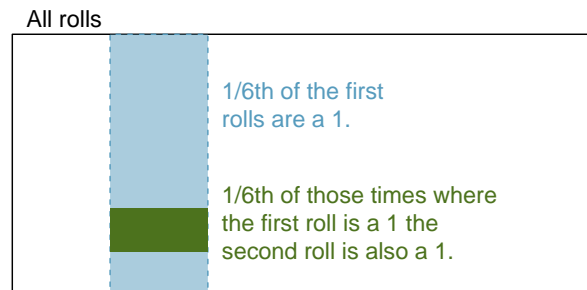 All rolls
1/6th of the first
rolls are a 1.
1/6th of those times where
the first roll is a 1 the
second roll is also a 1.